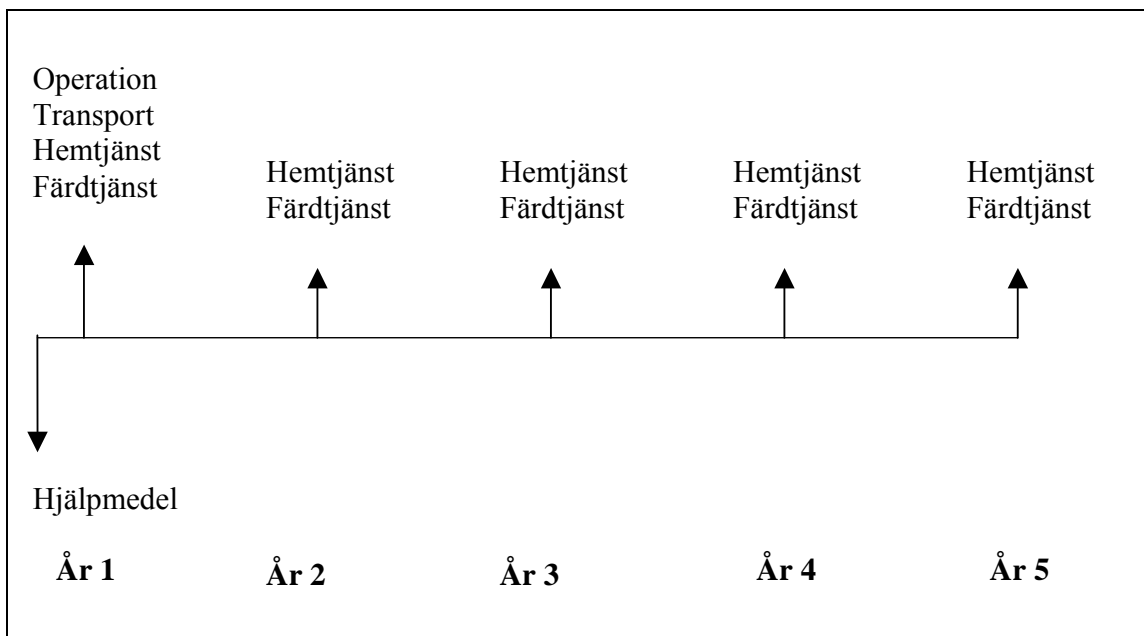 Operation
Transport
Hemtjänst
Färdtjänst
Hemtjänst
Färdtjänst
Hemtjänst
Färdtjänst
Hemtjänst
Färdtjänst
Hemtjänst
Färdtjänst
Hjälpmedel
År 1
År 2
År 3
År 4
År 5